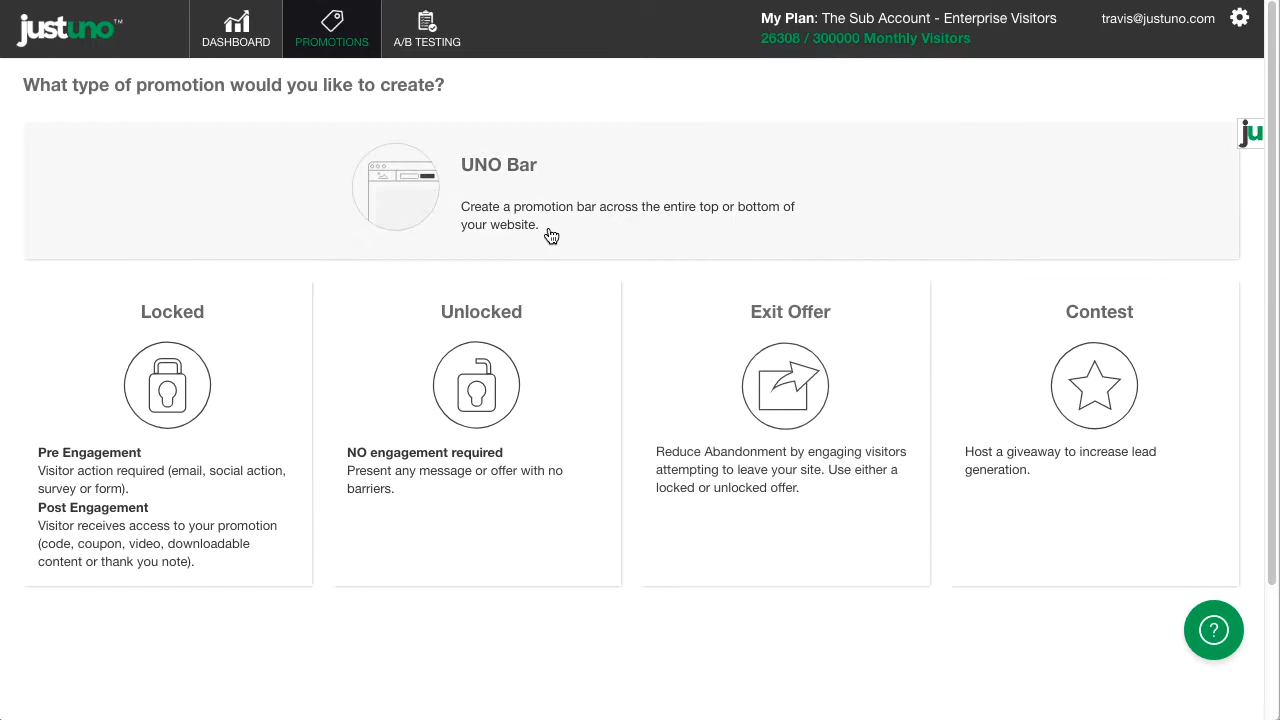 justuno™
DASHBOARD
PROMOTIONS
A/B TESTING
My Plan: The Sub Account - Enterprise Visitors
26308 / 300000 Monthly Visitors
travis@justuno.com
What type of promotion would you like to create?
ju
UNO Bar
Create a promotion bar across the entire top or bottom of
your website.
Locked
Pre Engagement
Visitor action required (email, social action,
survey or form).
Post Engagement
Visitor receives access to your promotion
(code, coupon, video, downloadable
content or thank you note).
Unlocked
NO engagement required
Present any message or offer with no
barriers.
Exit Offer
Reduce Abandonment by engaging visitors
attempting to leave your site. Use either a
locked or unlocked offer.
Contest
Host a giveaway to increase lead
generation.
?